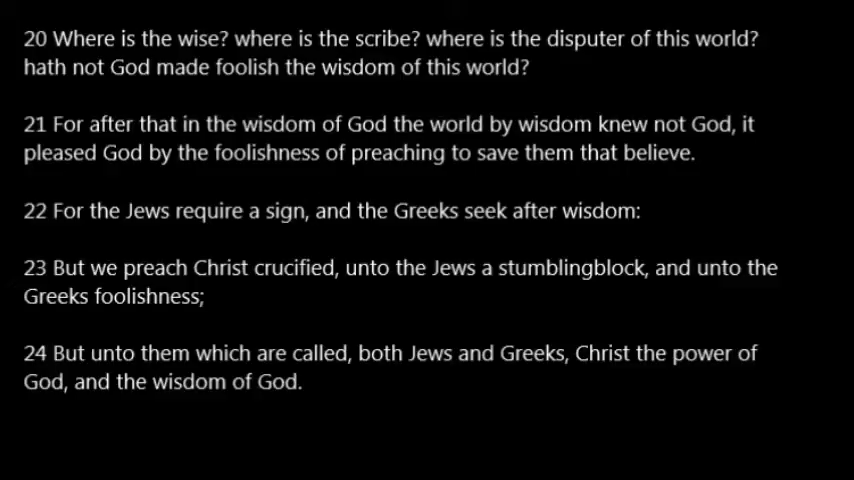 20 Where is the wise? where is the scribe? where is the disputer of this world?
hath not God made foolish the wisdom of this world?
21 For after that in the wisdom of God the world by wisdom knew not God, it
pleased God by the foolishness of preaching to save them that believe.
22 For the Jews require a sign, and the Greeks seek after wisdom:
23 But we preach Christ crucified, unto the Jews a stumblingblock, and unto the
Greeks foolishness;
24 But unto them which are called, both Jews and Greeks, Christ the power of
God, and the wisdom of God.